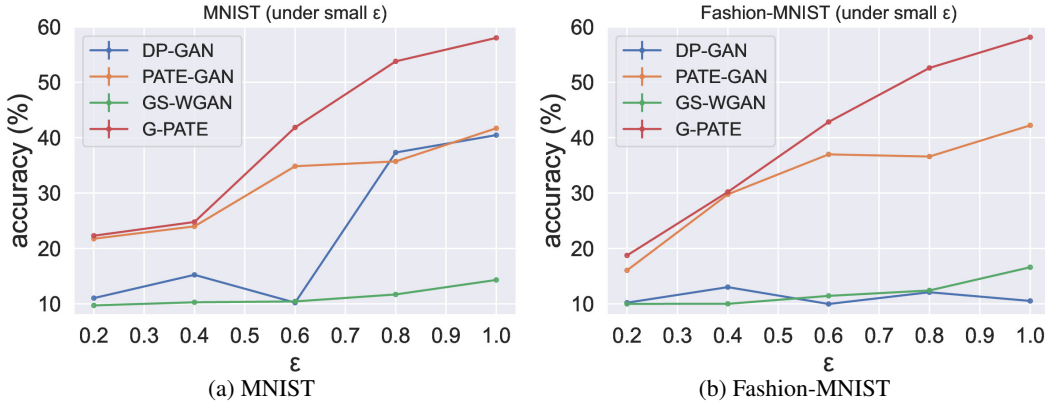 MNIST (under small ε)
60
50
40
30
20
10
accuracy (%)
DP-GAN
PATE-GAN
GS-WGAN
G-PATE
0.2 0.3 0.4 0.5 0.6 0.7 0.8 0.9 1.0
ε
(a) MNIST
Fashion-MNIST (under small ε)
60
50
40
30
20
10
accuracy (%)
DP-GAN
PATE-GAN
GS-WGAN
G-PATE
0.2 0.3 0.4 0.5 0.6 0.7 0.8 0.9 1.0
ε
(b) Fashion-MNIST